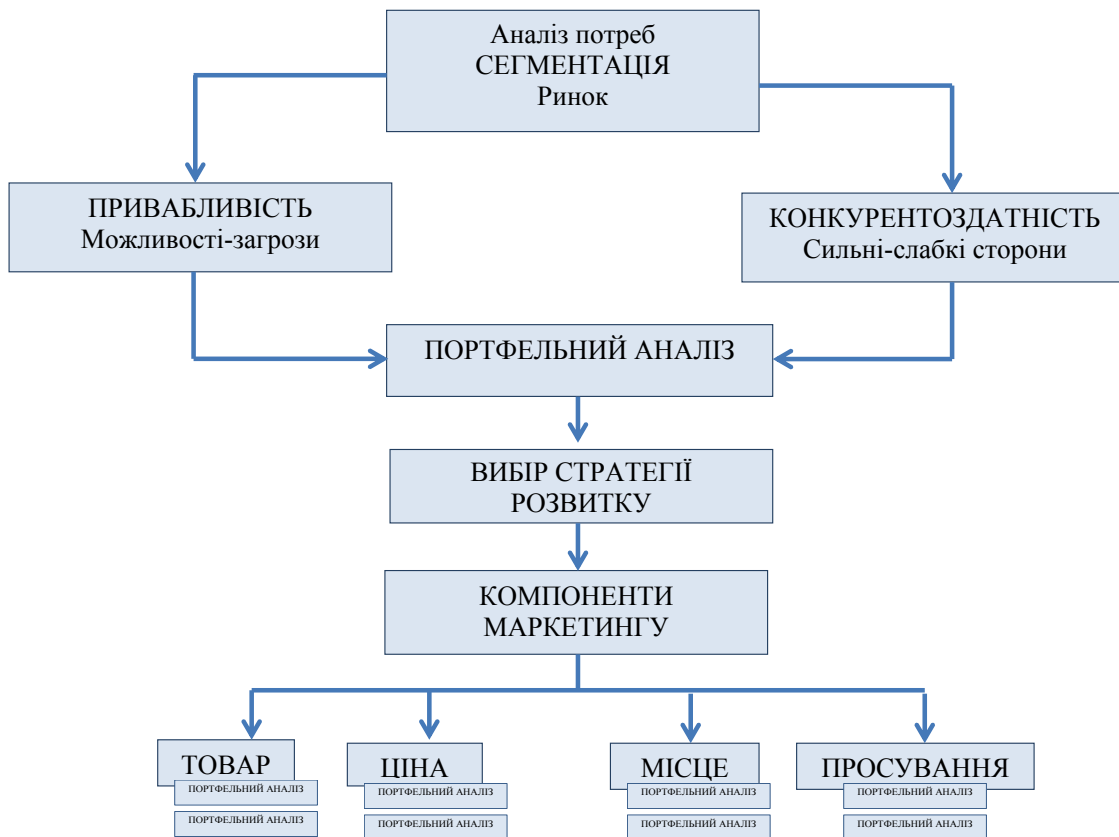 Аналіз потреб
СЕГМЕНТАЦІЯ
Ринок
ПРИВАБЛИВІСТЬ
Можливості-загрози
КОНКУРЕНТОЗДАТНІСТЬ
Сильні-слабкі сторони
ПОРТФЕЛЬНИЙ АНАЛІЗ
ВИБІР СТРАТЕГІЇ
РОЗВИТКУ
КОМПОНЕНТИ
МАРКЕТИНГУ
ТОВАР
ПОРТФЕЛЬНИЙ АНАЛІЗ
ПОРТФЕЛЬНИЙ АНАЛІЗ
ЦІНА
ПОРТФЕЛЬНИЙ АНАЛІЗ
ПОРТФЕЛЬНИЙ АНАЛІЗ
МІСЦЕ
ПОРТФЕЛЬНИЙ АНАЛІЗ
ПОРТФЕЛЬНИЙ АНАЛІЗ
ПРОСУВАННЯ
ПОРТФЕЛЬНИЙ АНАЛІЗ
ПОРТФЕЛЬНИЙ АНАЛІЗ